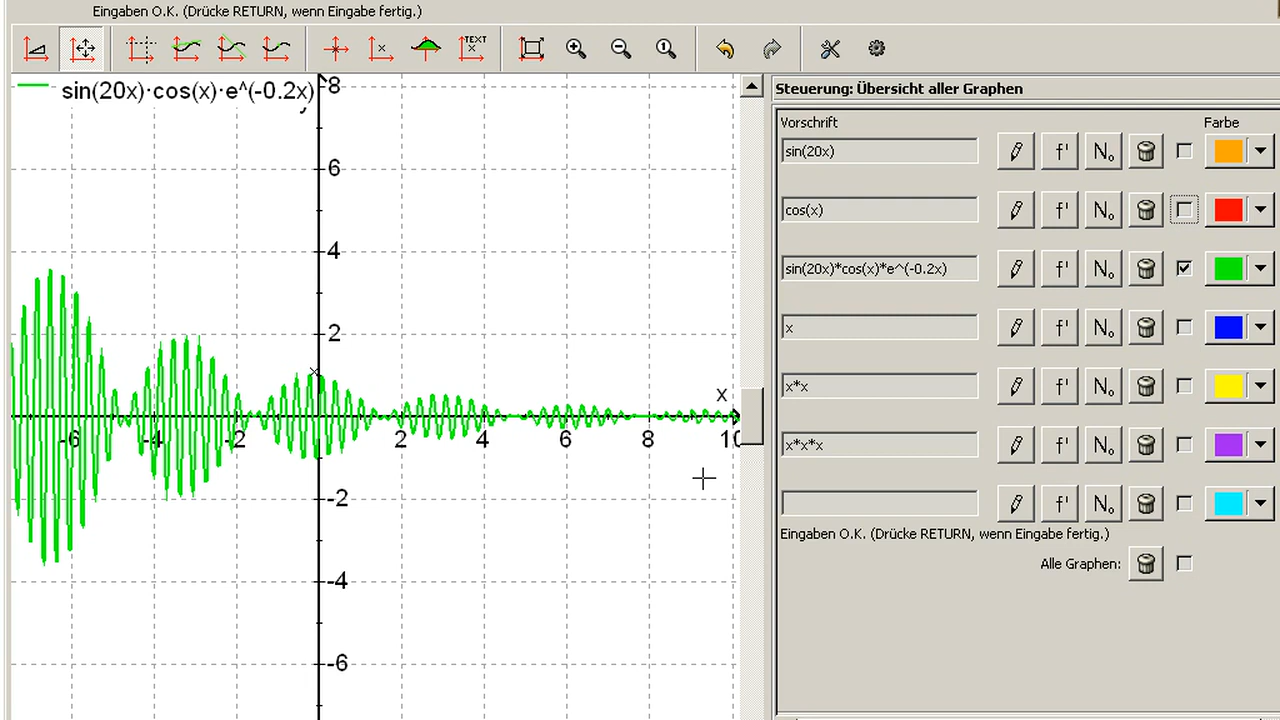 Eingaben O.K. (Drücke RETURN, wenn Eingabe fertig.)
x
TEXT
x
1
sin(20x)·cos(x)·e^(-0.2x)
y
8
6
4
2
-2
-4
-6
-6
-4
-2
2
4
6
8
10
x
Steuerung: Übersicht aller Graphen
Vorschrift Farbe
sin(20x) f' N₀
cos(x) f' N₀
sin(20x)*cos(x)*e^(-0.2x) f' N₀
x f' N₀
x*x f' N₀
x*x*x f' N₀
f' N₀
Eingaben O.K. (Drücke RETURN, wenn Eingabe fertig.)
Alle Graphen: